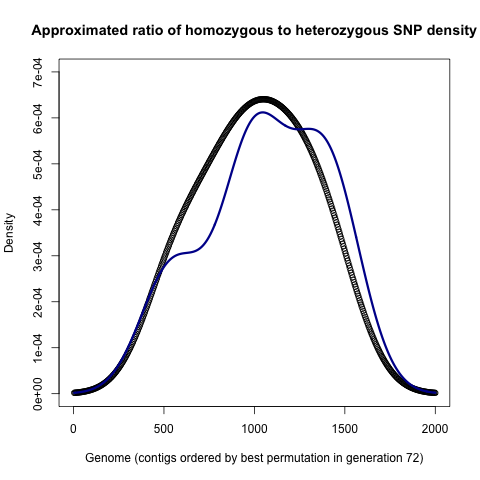 Approximated ratio of homozygous to heterozygous SNP density
7e-04
6e-04
5e-04
4e-04
3e-04
2e-04
1e-04
0e+00
Density
0 500 1000 1500 2000
Genome (contigs ordered by best permutation in generation 72)